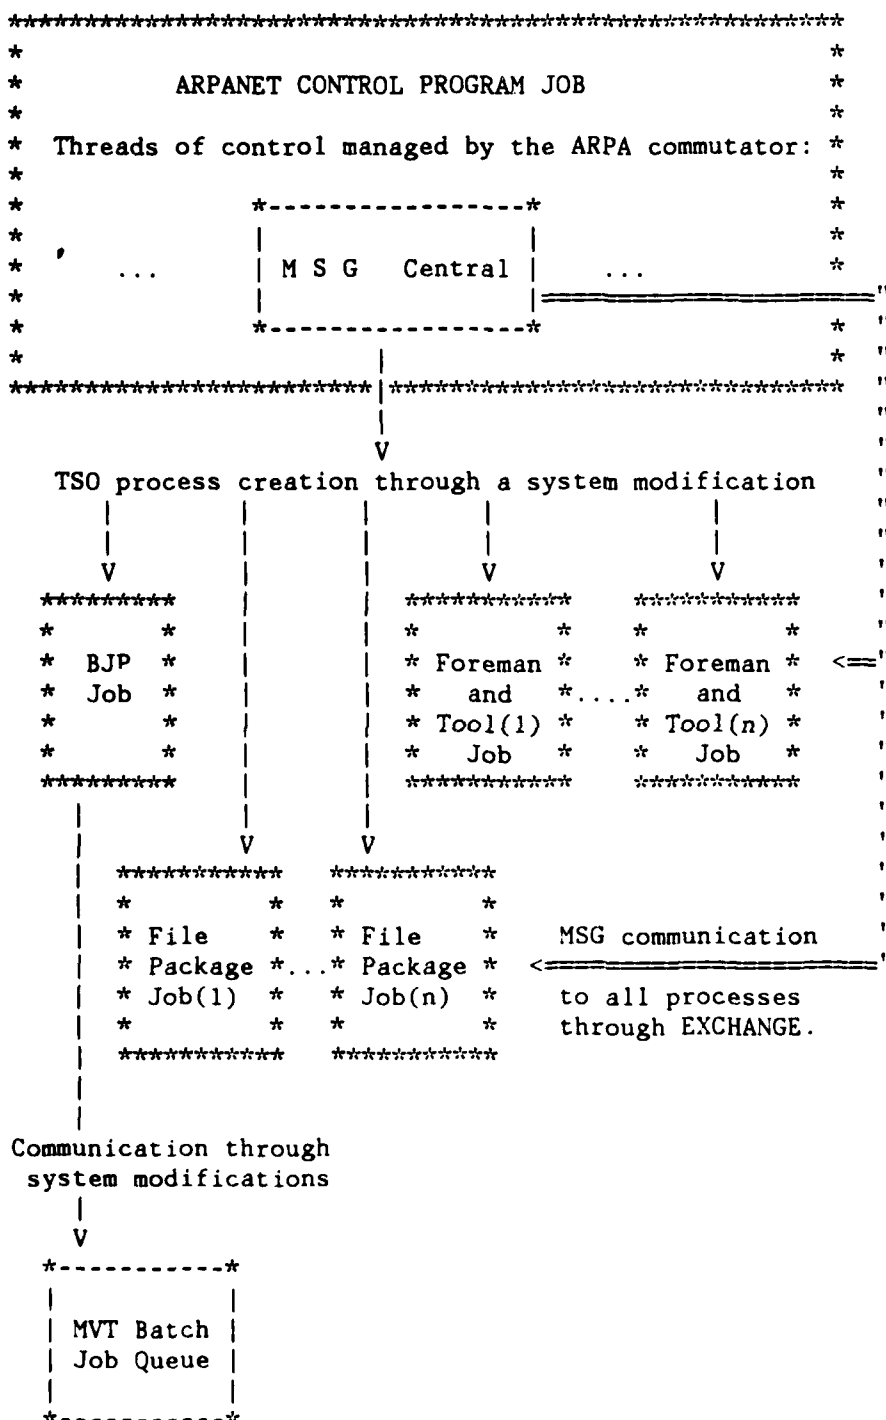 ARPANET CONTROL PROGRAM JOB
Threads of control managed by the ARPA commutator:
... M S G Central ...
TSO process creation through a system modification
BJP
Job
Foreman
and
Tool(1)
Job
....
Foreman
and
Tool(n)
Job
File
Package
Job(1)
...
File
Package
Job(n)
MSG communication
to all processes
through EXCHANGE.
Communication through
system modifications
MVT Batch
Job Queue